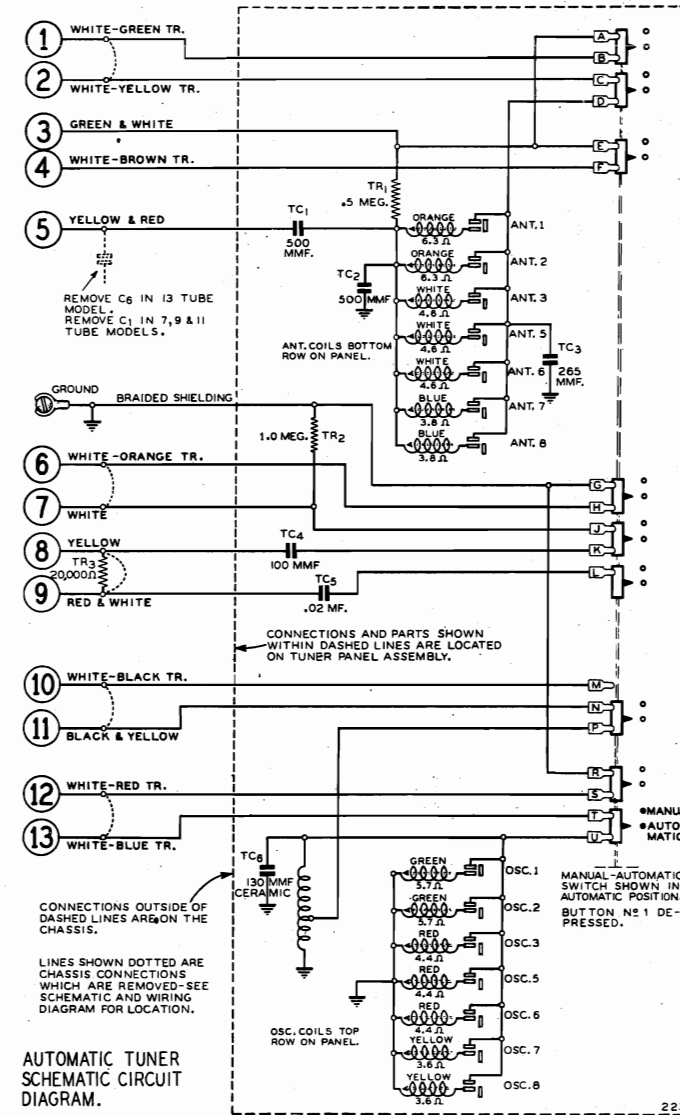 1 WHITE-GREEN TR.
2 WHITE-YELLOW TR.
3 GREEN & WHITE
4 WHITE-BROWN TR.
5 YELLOW & RED
TC1
500
MMF.
TR1
.5 MEG.
TC2
500 MMF
REMOVE C6 IN 13 TUBE
MODEL.
REMOVE C1 IN 7,9 & 11
TUBE MODELS.
ORANGE
6.3 Ω
ANT.1
ORANGE
6.3 Ω
ANT. 2
WHITE
4.6 Ω
ANT. 3
WHITE
4.6 Ω
ANT. 5
WHITE
4.6 Ω
ANT. 6
BLUE
3.8 Ω
ANT. 7
BLUE
3.8 Ω
ANT. 8
TC3
265
MMF.
ANT. COILS BOTTOM
ROW ON PANEL.
A
B
C
D
E
F
GROUND
BRAIDED SHIELDING
1.0 MEG. TR2
6 WHITE-ORANGE TR.
7 WHITE
8 YELLOW
TR3
20,000Ω
9 RED & WHITE
TC4
100 MMF
TC5
.02 MF.
G
H
J
K
L
CONNECTIONS AND PARTS SHOWN
WITHIN DASHED LINES ARE LOCATED
ON TUNER PANEL ASSEMBLY.
10 WHITE-BLACK TR.
11 BLACK & YELLOW
12 WHITE-RED TR.
13 WHITE-BLUE TR.
M
N
P
R
S
T
U
MANU
AUTO
MATIC
MANUAL-AUTOMATIC
SWITCH SHOWN IN
AUTOMATIC POSITION.
BUTTON Nº 1 DE-
PRESSED.
TC6
130 MMF
CERAMIC
GREEN
5.7 Ω
OSC. 1
GREEN
5.7 Ω
OSC. 2
RED
4.4 Ω
OSC. 3
RED
4.4 Ω
OSC. 5
RED
4.4 Ω
OSC. 6
YELLOW
3.6 Ω
OSC. 7
YELLOW
3.6 Ω
OSC. 8
OSC. COILS TOP
ROW ON PANEL.
CONNECTIONS OUTSIDE OF
DASHED LINES ARE ON THE
CHASSIS.
LINES SHOWN DOTTED ARE
CHASSIS CONNECTIONS
WHICH ARE REMOVED-SEE
SCHEMATIC AND WIRING
DIAGRAM FOR LOCATION.
AUTOMATIC TUNER
SCHEMATIC CIRCUIT
DIAGRAM.